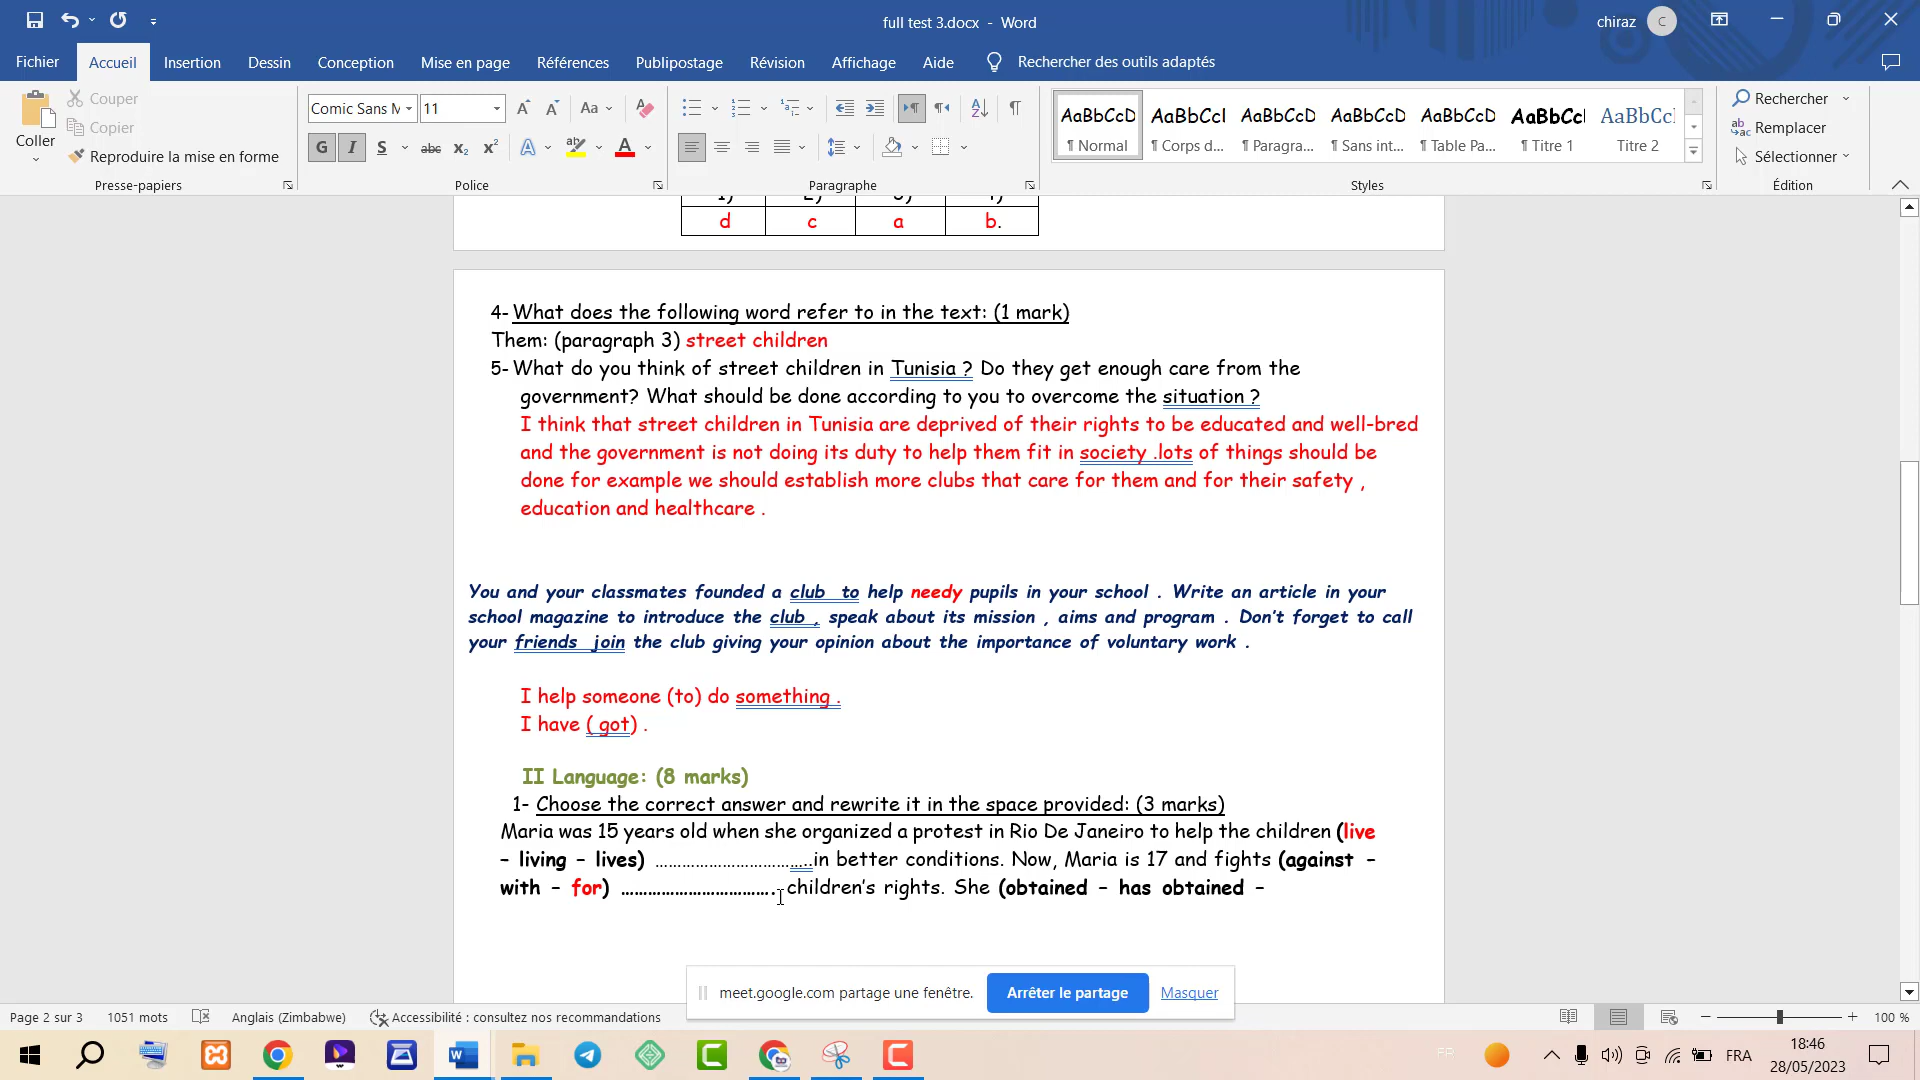 full test 3.docx - Word
chiraz
C
Fichier
Accueil
Insertion
Dessin
Conception
Mise en page
Références
Publipostage
Révision
Affichage
Aide
Rechercher des outils adaptés
Coller
Couper
Copier
Reproduire la mise en forme
Presse-papiers
Comic Sans M
11
Police
Paragraphe
AaBbCcD
¶ Normal
AaBbCcI
¶ Corps d...
AaBbCcD
¶ Paragra...
AaBbCcD
¶ Sans int...
AaBbCcD
¶ Table Pa...
AaBbCcI
¶ Titre 1
AaBbCcI
Titre 2
Styles
Rechercher
Remplacer
Sélectionner
Édition
d c a b.
4- What does the following word refer to in the text: (1 mark)
Them: (paragraph 3) street children
5- What do you think of street children in Tunisia ? Do they get enough care from the
government? What should be done according to you to overcome the situation ?
I think that street children in Tunisia are deprived of their rights to be educated and well-bred
and the government is not doing its duty to help them fit in society .lots of things should be
done for example we should establish more clubs that care for them and for their safety ,
education and healthcare .
You and your classmates founded a club to help needy pupils in your school . Write an article in your
school magazine to introduce the club , speak about its mission , aims and program . Don't forget to call
your friends join the club giving your opinion about the importance of voluntary work .
I help someone (to) do something .
I have ( got) .
II Language: (8 marks)
1- Choose the correct answer and rewrite it in the space provided: (3 marks)
Maria was 15 years old when she organized a protest in Rio De Janeiro to help the children (live
– living – lives) ……………………………..in better conditions. Now, Maria is 17 and fights (against –
with – for) ……………………………. children's rights. She (obtained – has obtained –
meet.google.com partage une fenêtre.
Arrêter le partage
Masquer
Page 2 sur 3
1051 mots
Anglais (Zimbabwe)
Accessibilité : consultez nos recommandations
100 %
FRA
18:46
28/05/2023